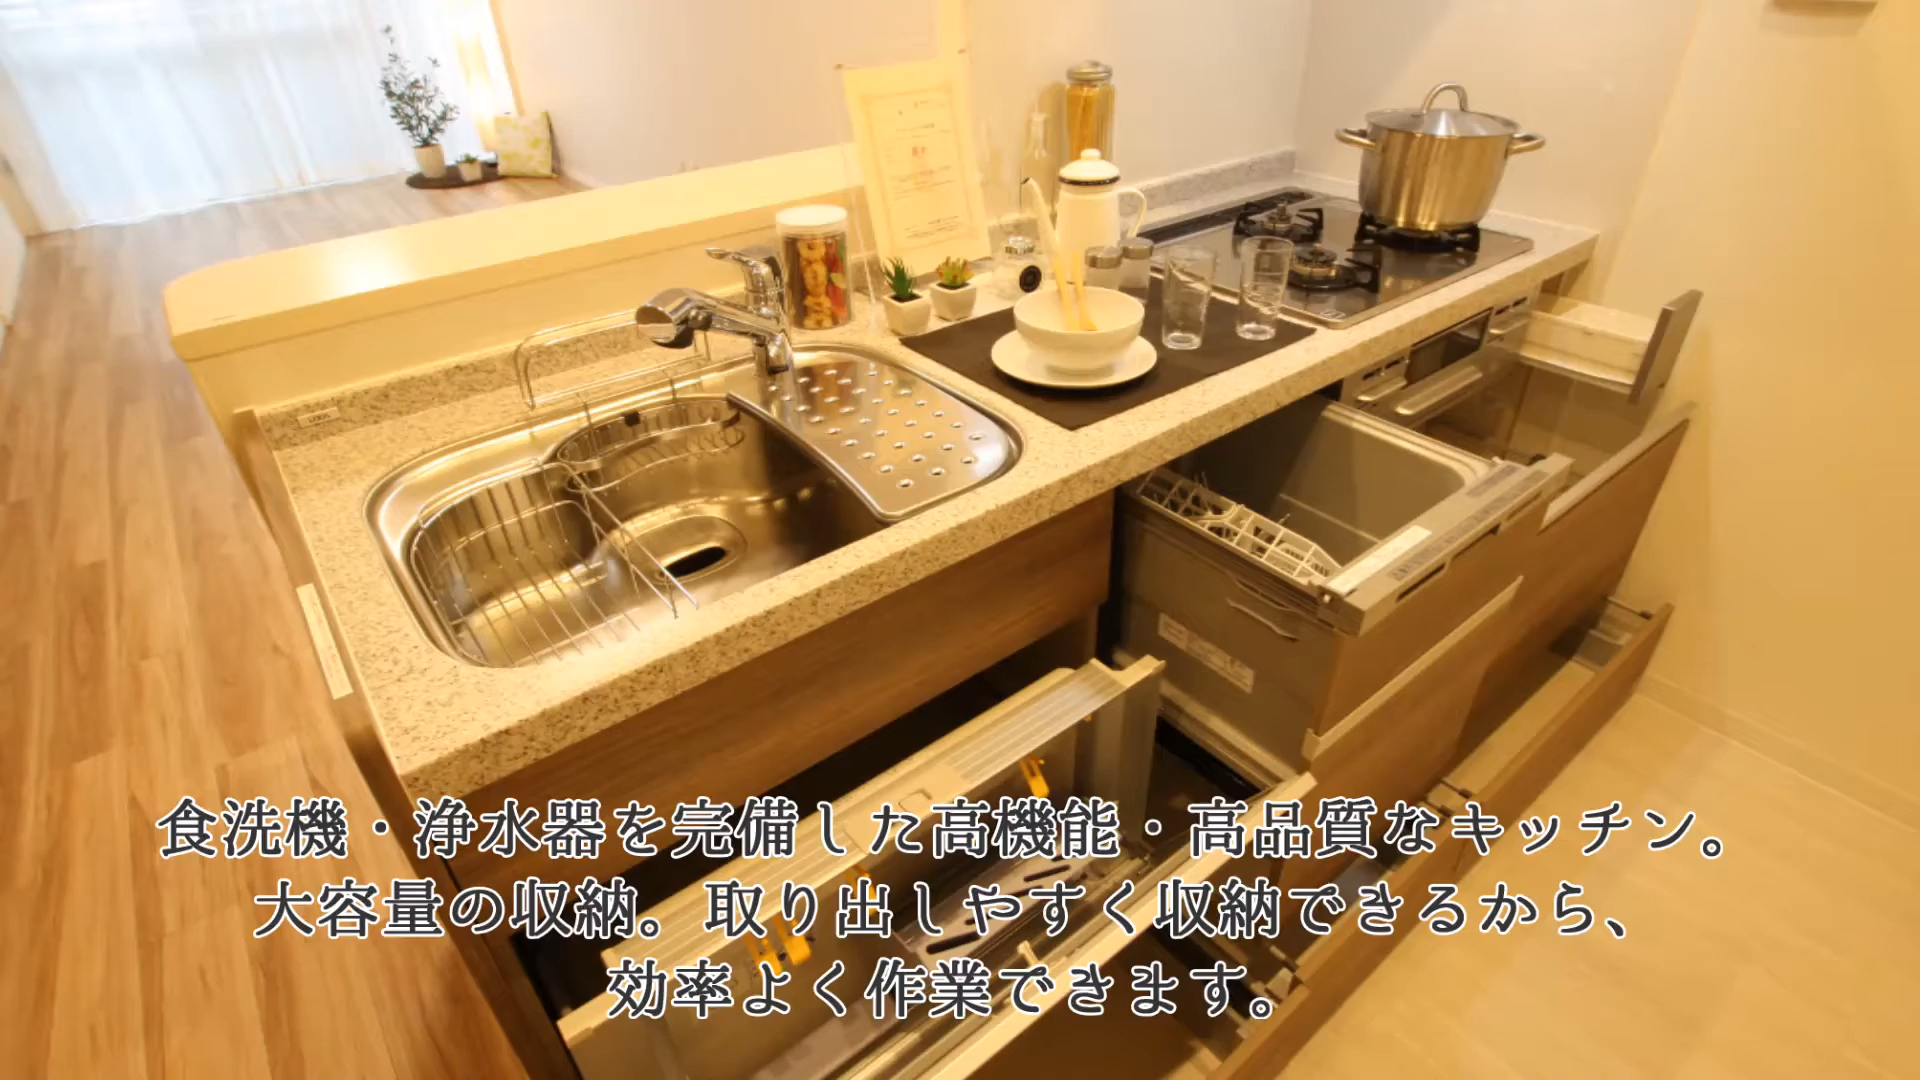 食洗機・浄水器を完備した高機能・高品質なキッチン。
大容量の収納。取り出しやすく収納できるから、
効率よく作業できます。